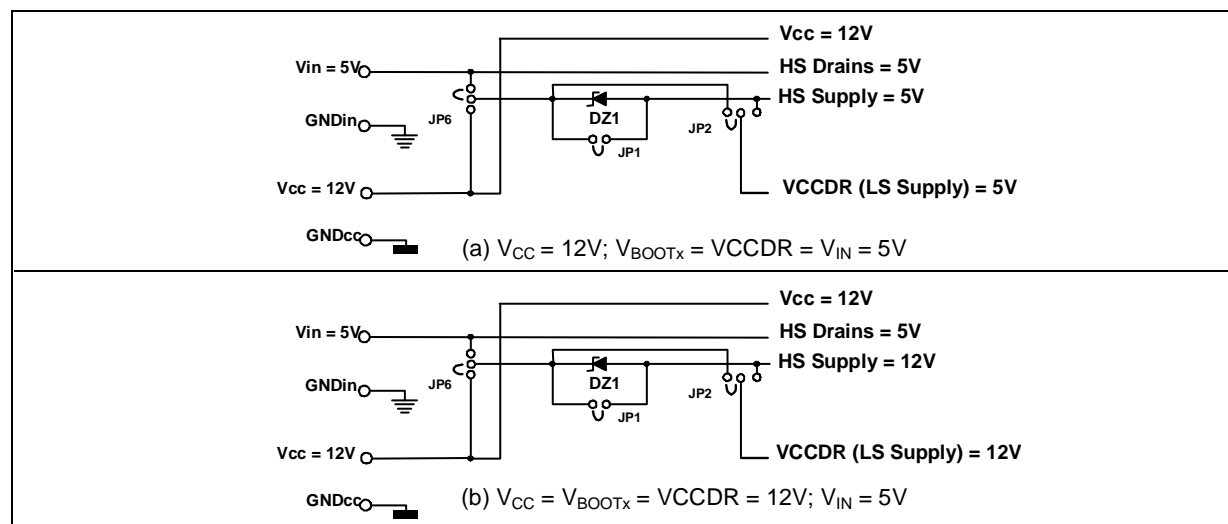 Vcc = 12V
Vin = 5V
HS Drains = 5V
HS Supply = 5V
DZ1
JP6
JP2
GNDin
JP1
Vcc = 12V
VCCDR (LS Supply) = 5V
GNDcc
(a) VCC = 12V; VBOOTx = VCCDR = VIN = 5V
Vcc = 12V
Vin = 5V
HS Drains = 5V
HS Supply = 12V
DZ1
JP6
JP2
GNDin
JP1
Vcc = 12V
VCCDR (LS Supply) = 12V
GNDcc
(b) VCC = VBOOTx = VCCDR = 12V; VIN = 5V